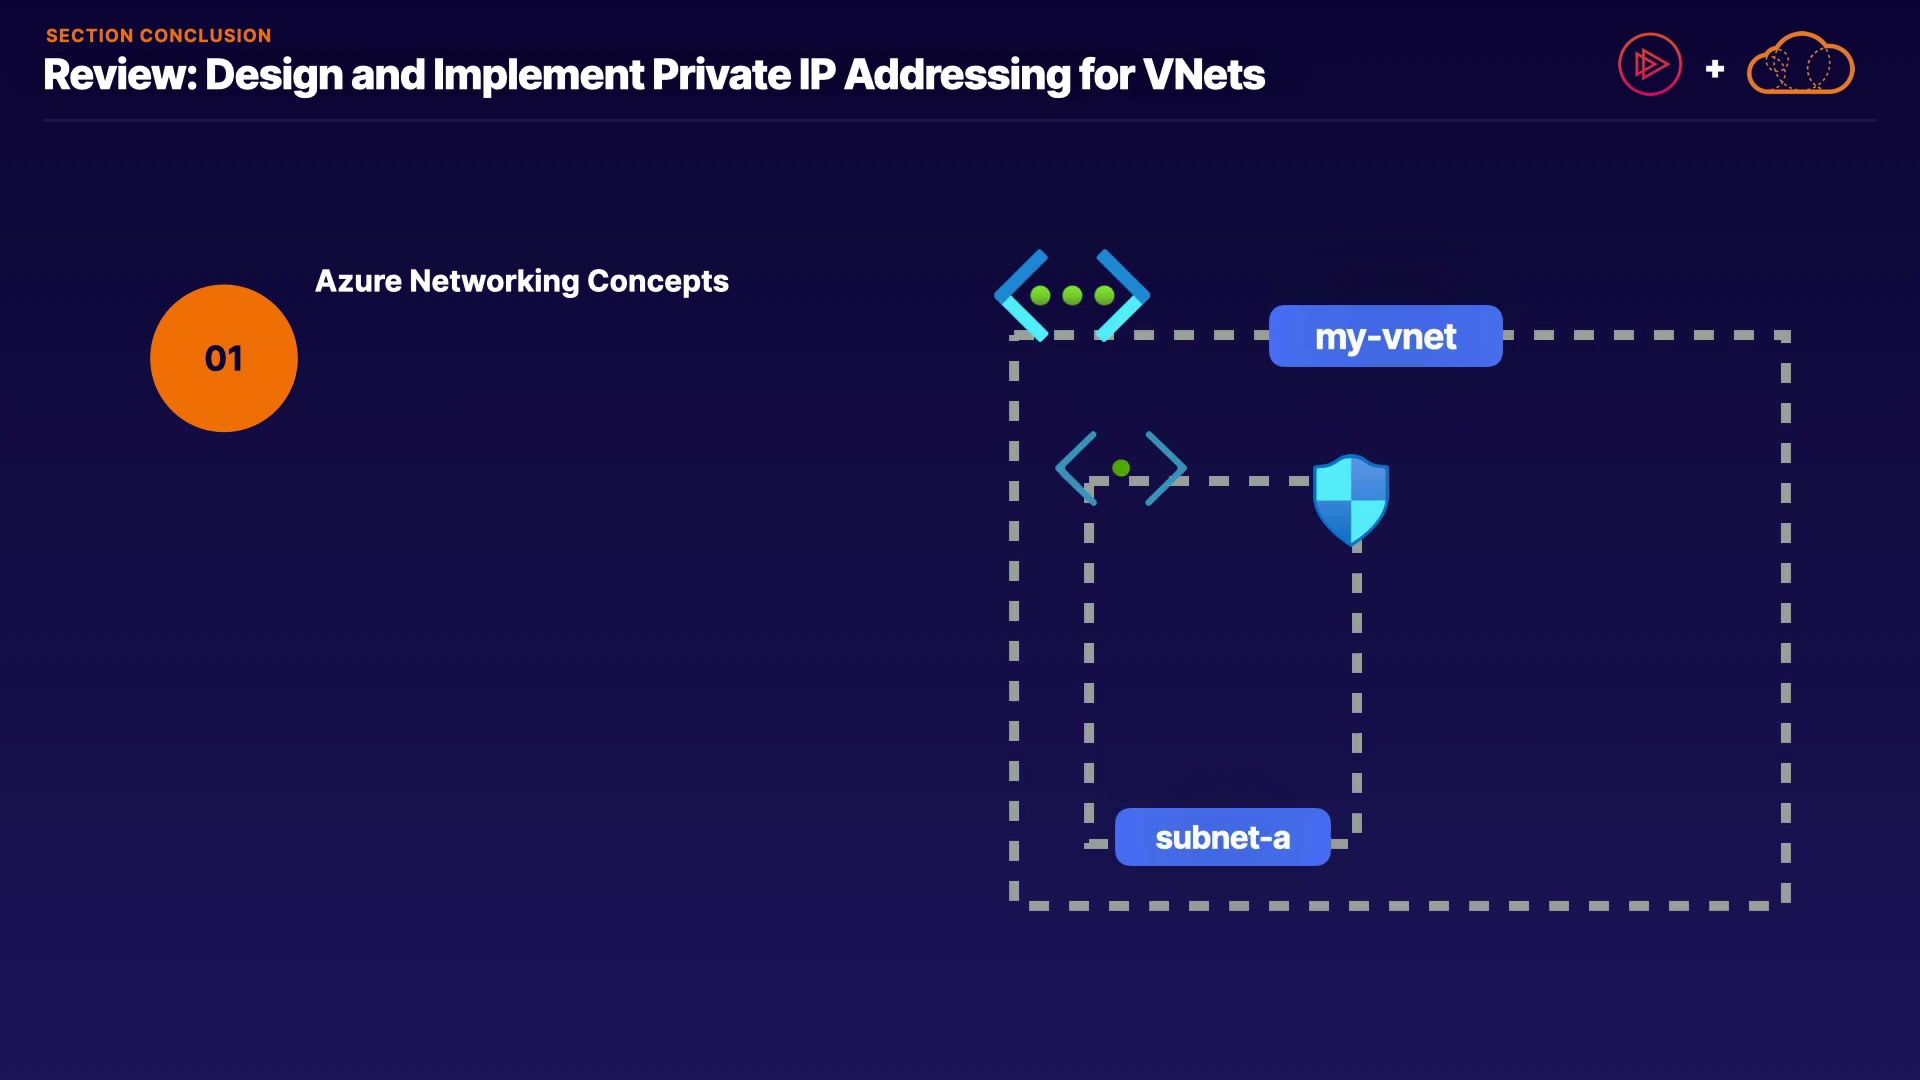 SECTION CONCLUSION
Review: Design and Implement Private IP Addressing for VNets
+
01
Azure Networking Concepts
my-vnet
subnet-a